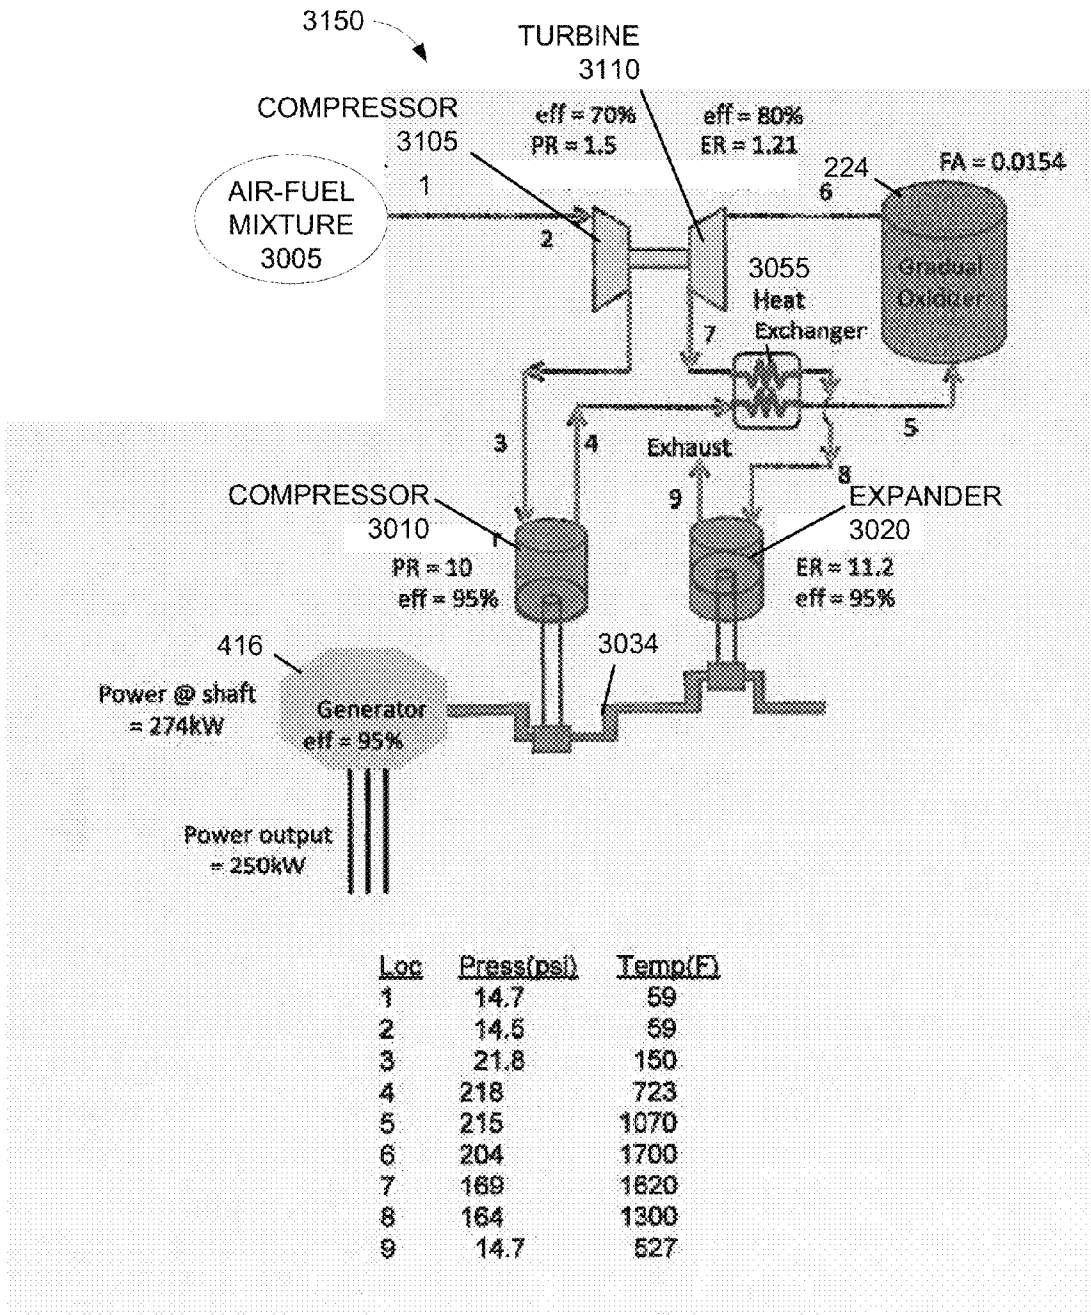 3150
TURBINE
3110
COMPRESSOR
3105
eff = 70%
PR = 1.5
eff = 80%
ER = 1.21
224
FA = 0.0154
1
6
AIR-FUEL
MIXTURE
3005
2
Gradual
Oxidizer
3055
Heat
Exchanger
7
3
4
5
Exhaust
8
9
COMPRESSOR
3010
EXPANDER
3020
PR = 10
eff = 95%
ER = 11.2
eff = 95%
416
3034
Power @ shaft
= 274kW
Generator
eff = 95%
Power output
= 250kW
Loc Press(psi) Temp(F)
1 14.7 59
2 14.5 59
3 21.8 150
4 218 723
5 215 1070
6 204 1700
7 169 1620
8 164 1300
9 14.7 527